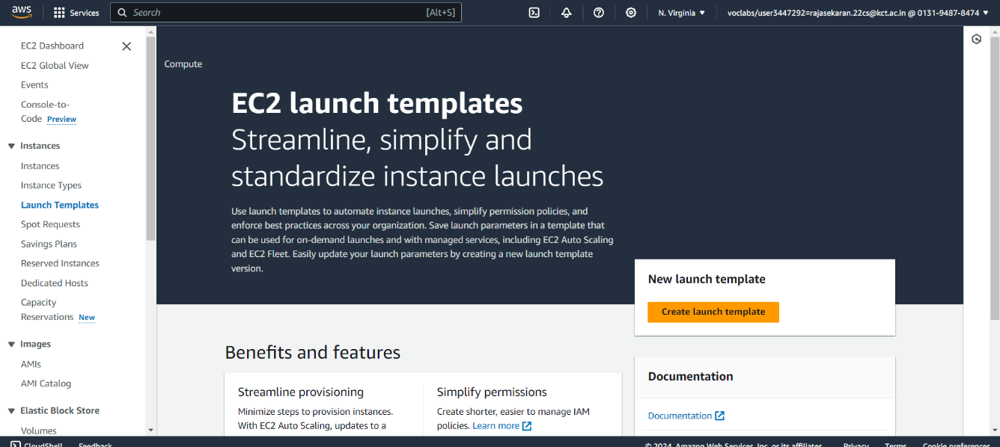 aws
Services
Search
[Alt+S]
N. Virginia
voclabs/user3447292=rajasekaran.22cs@kct.ac.in @ 0131-9487-8474
EC2 Dashboard
EC2 Global View
Events
Console-to-
Code Preview
Instances
Instances
Instance Types
Launch Templates
Spot Requests
Savings Plans
Reserved Instances
Dedicated Hosts
Capacity
Reservations New
Images
AMIs
AMI Catalog
Elastic Block Store
Volumes
Compute
EC2 launch templates
Streamline, simplify and
standardize instance launches
Use launch templates to automate instance launches, simplify permission policies, and
enforce best practices across your organization. Save launch parameters in a template that
can be used for on-demand launches and with managed services, including EC2 Auto Scaling
and EC2 Fleet. Easily update your launch parameters by creating a new launch template
version.
New launch template
Create launch template
Benefits and features
Streamline provisioning
Minimize steps to provision instances.
With EC2 Auto Scaling, updates to a
Simplify permissions
Create shorter, easier to manage IAM
policies. Learn more
Documentation
Documentation
CloudShell
Feedback
© 2024, Amazon Web Services, Inc. or its affiliates.
Privacy
Terms
Cookie preferences